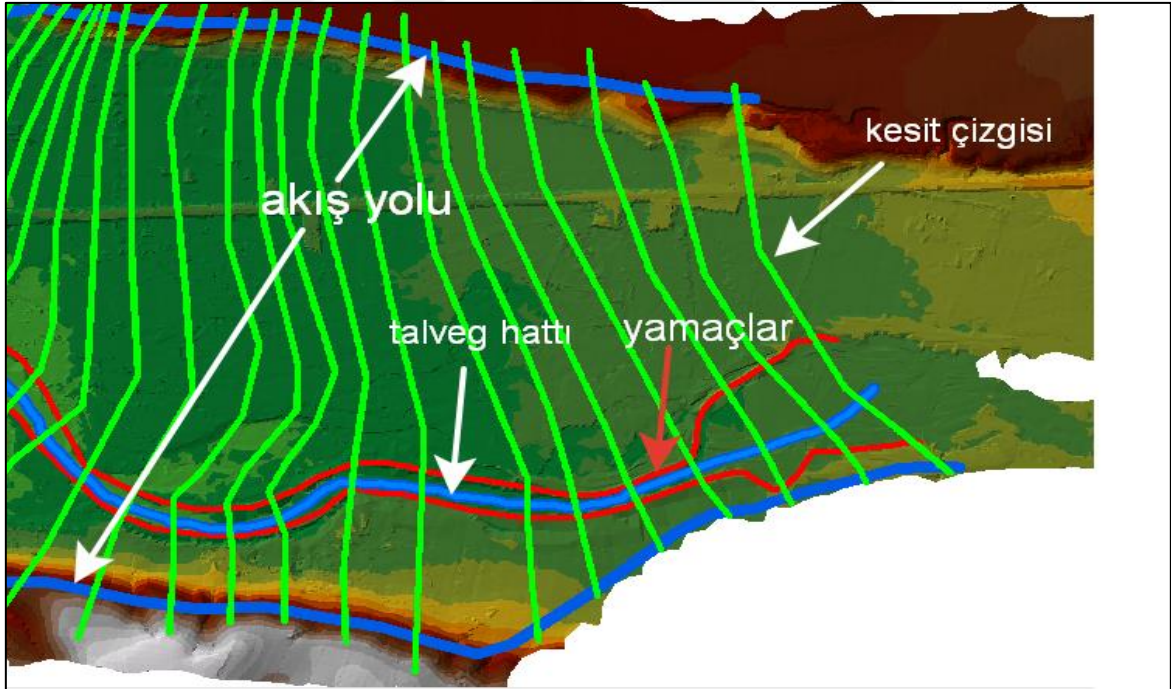 kesit çizgisi
akış yolu
talveg hattı
yamaçlar